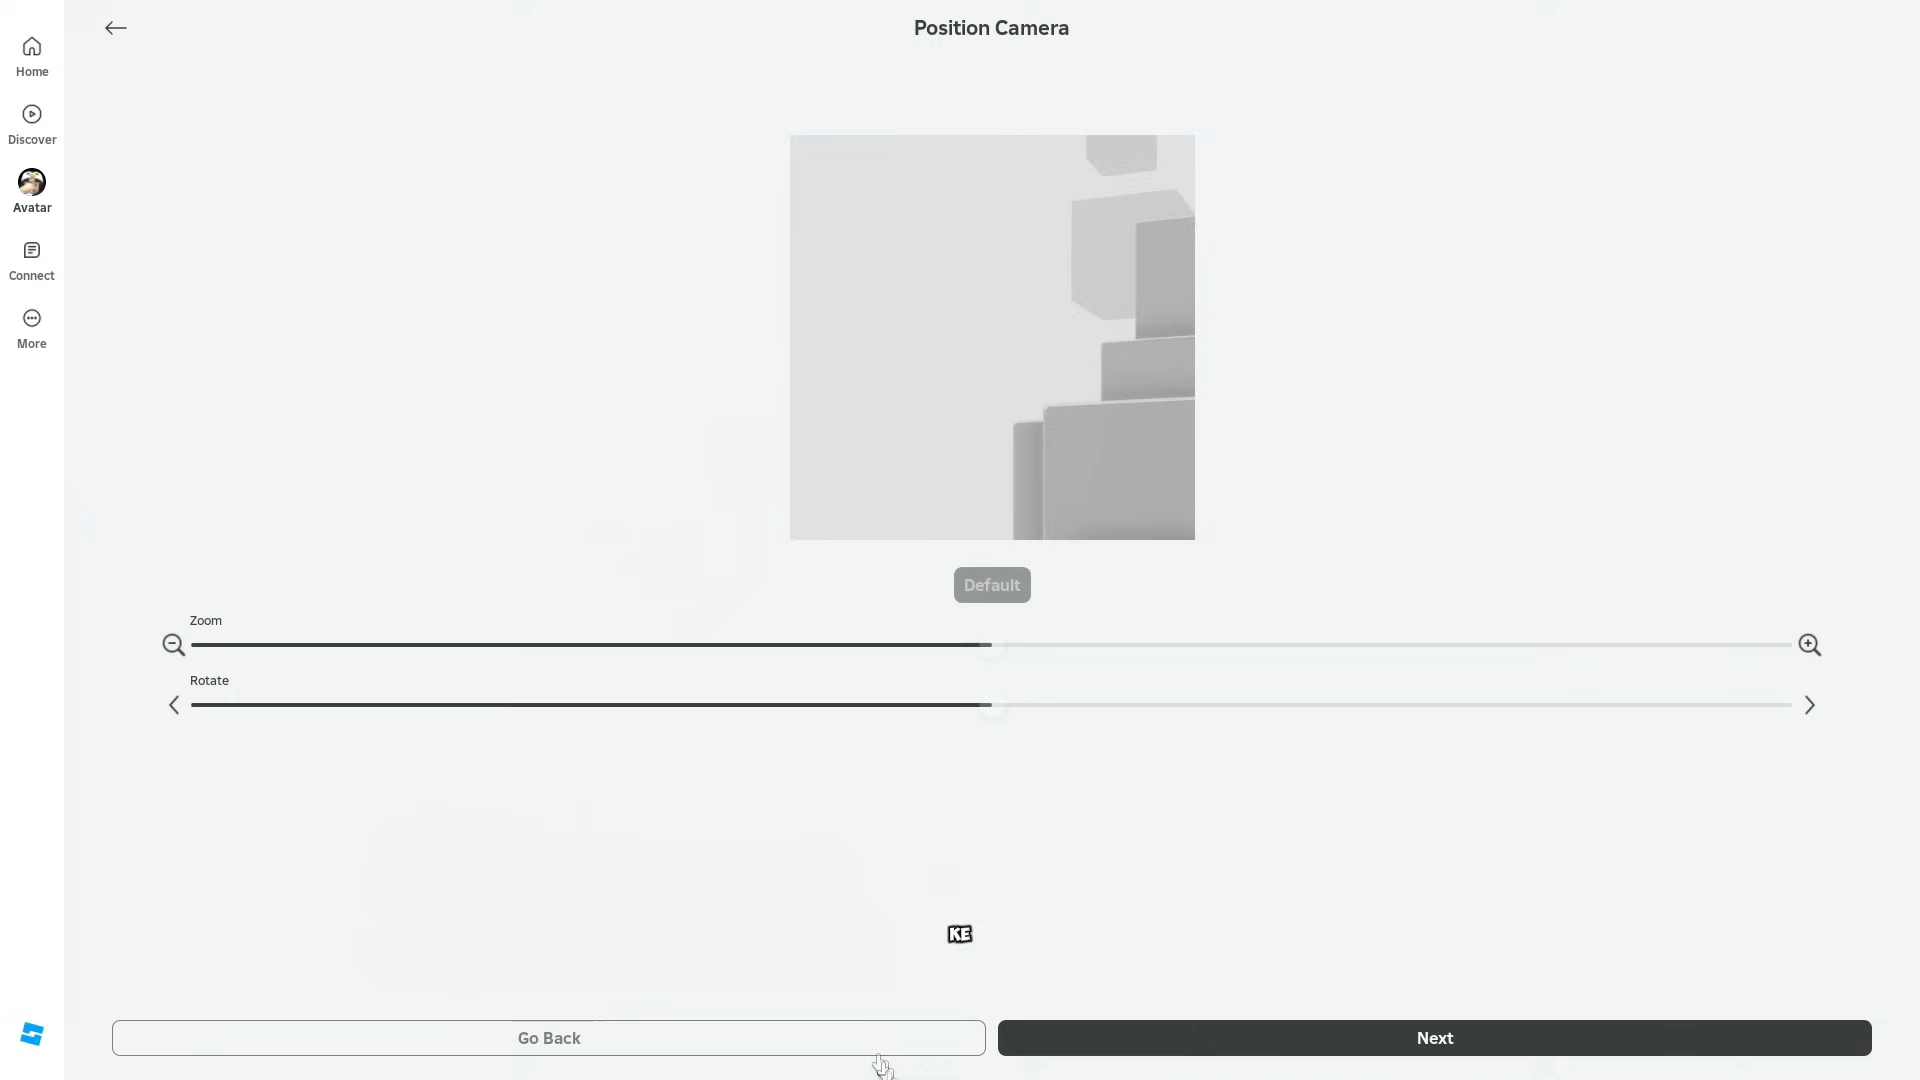 Position Camera
Home
Discover
Avatar
Connect
More
Default
Zoom
Rotate
KE
Go Back
Next